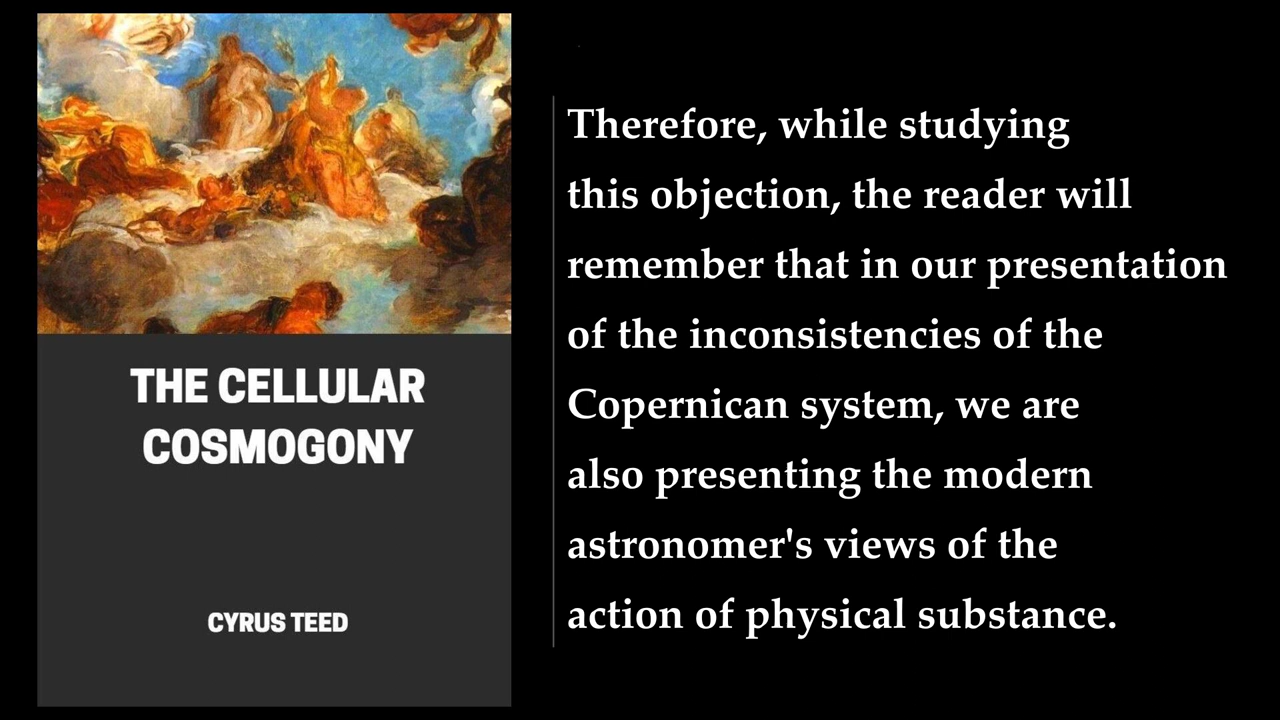 THE CELLULAR
COSMOGONY
CYRUS TEED
Therefore, while studying
this objection, the reader will
remember that in our presentation
of the inconsistencies of the
Copernican system, we are
also presenting the modern
astronomer's views of the
action of physical substance.